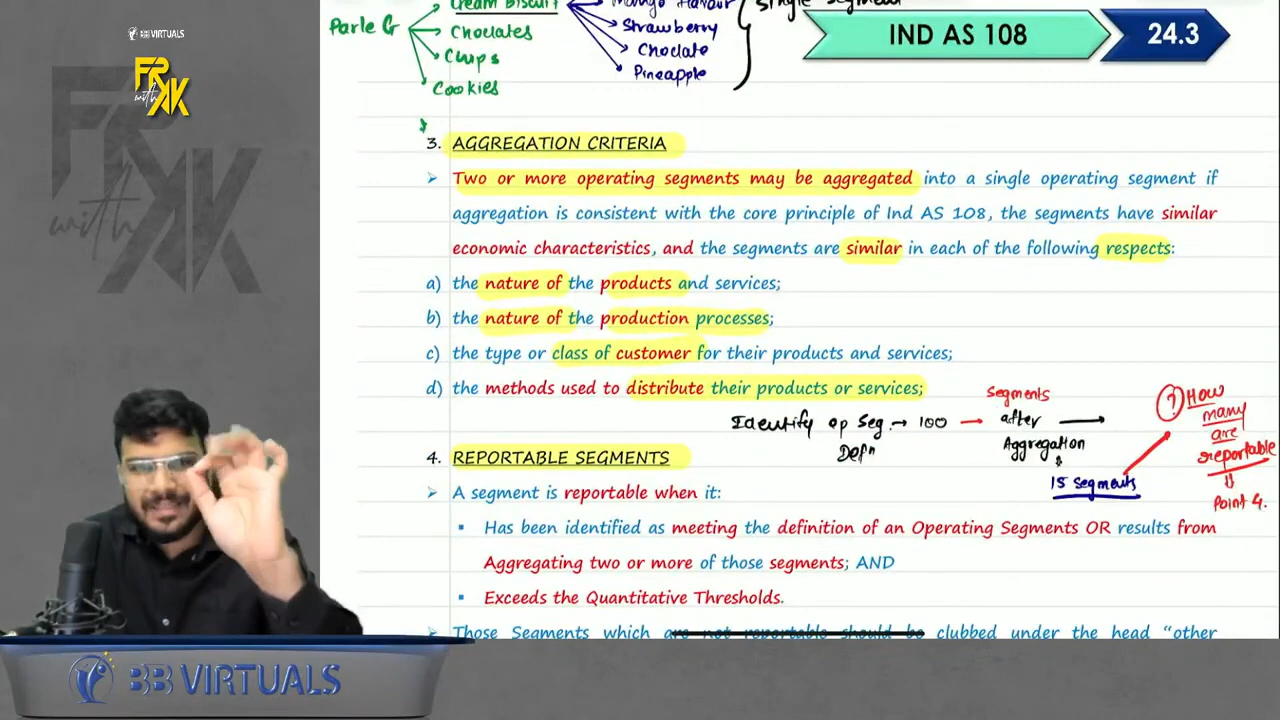 BB VIRTUALS
FR
with
AK
FR
with
AK
Parle G
Cream Biscuit
Choclates
Chips
Cookies
Mango flavour
Strawberry
Choclate
Pineapple
Single Segment
IND AS 108
24.3
3. AGGREGATION CRITERIA
➢ Two or more operating segments may be aggregated into a single operating segment if
aggregation is consistent with the core principle of Ind AS 108, the segments have similar
economic characteristics, and the segments are similar in each of the following respects:
a) the nature of the products and services;
b) the nature of the production processes;
c) the type or class of customer for their products and services;
d) the methods used to distribute their products or services;
Identify op Seg → 100 → Segments
after
Aggregation
Defn
15 Segments
? How
many
are
reportable
Point 4.
4. REPORTABLE SEGMENTS
➢ A segment is reportable when it:
▪ Has been identified as meeting the definition of an Operating Segments OR results from
Aggregating two or more of those segments; AND
▪ Exceeds the Quantitative Thresholds.
➢ Those Segments which are not reportable should be clubbed under the head “other
BB VIRTUALS